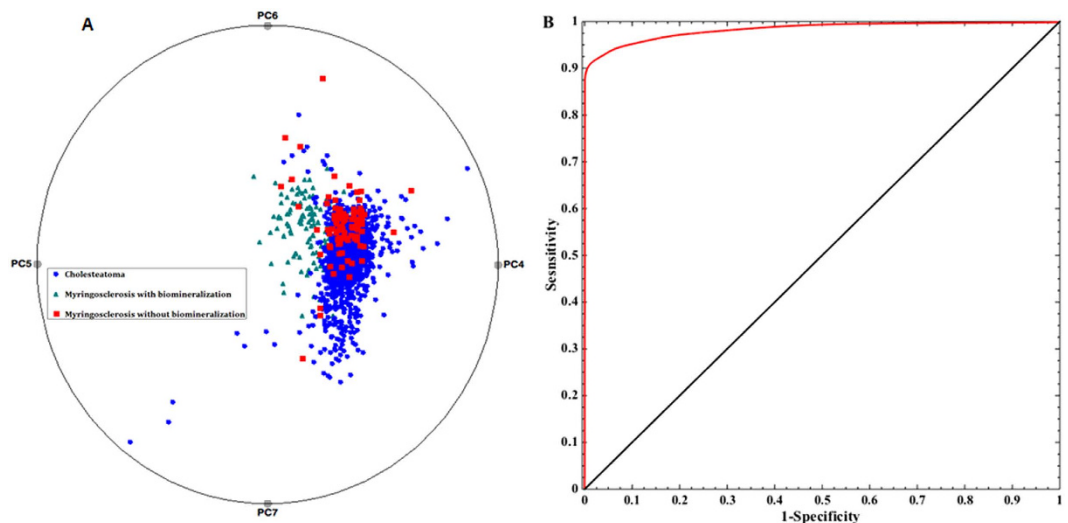 A
PC6
PC5
PC4
PC7
Cholesteatoma
Myringosclerosis with biomineralization
Myringosclerosis without biomineralization
B
1
0.9
0.8
0.7
0.6
0.5
0.4
0.3
0.2
0.1
0
Sesnsitivity
0 0.1 0.2 0.3 0.4 0.5 0.6 0.7 0.8 0.9 1
1-Specificity